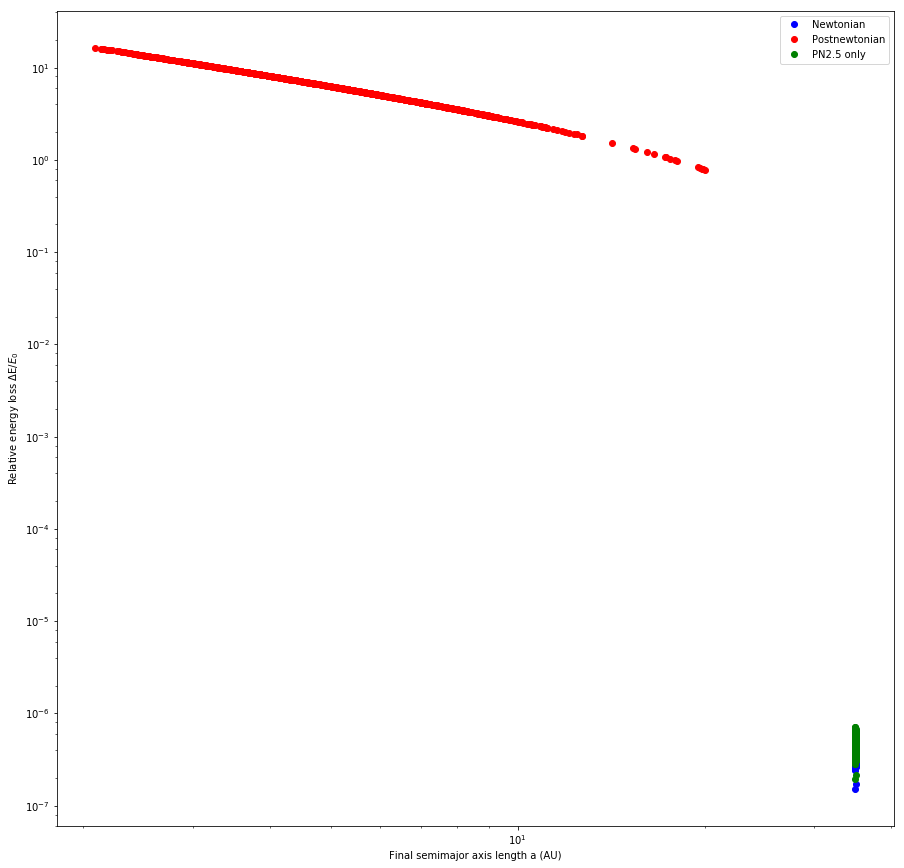 Newtonian
Postnewtonian
PN2.5 only
10¹
10⁰
10⁻¹
10⁻²
10⁻³
10⁻⁴
10⁻⁵
10⁻⁶
10⁻⁷
Relative energy loss ΔE/E₀
10¹
Final semimajor axis length a (AU)